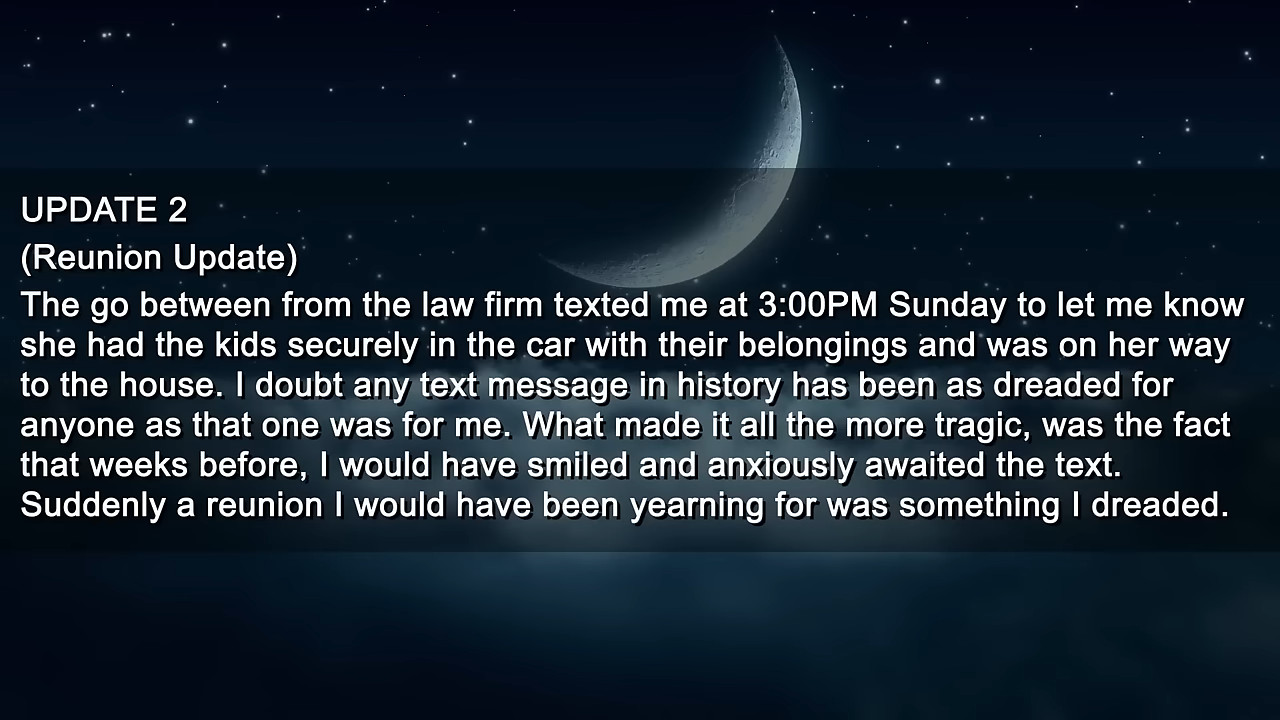 UPDATE 2
(Reunion Update)
The go between from the law firm texted me at 3:00PM Sunday to let me know
she had the kids securely in the car with their belongings and was on her way
to the house. I doubt any text message in history has been as dreaded for
anyone as that one was for me. What made it all the more tragic, was the fact
that weeks before, I would have smiled and anxiously awaited the text.
Suddenly a reunion I would have been yearning for was something I dreaded.